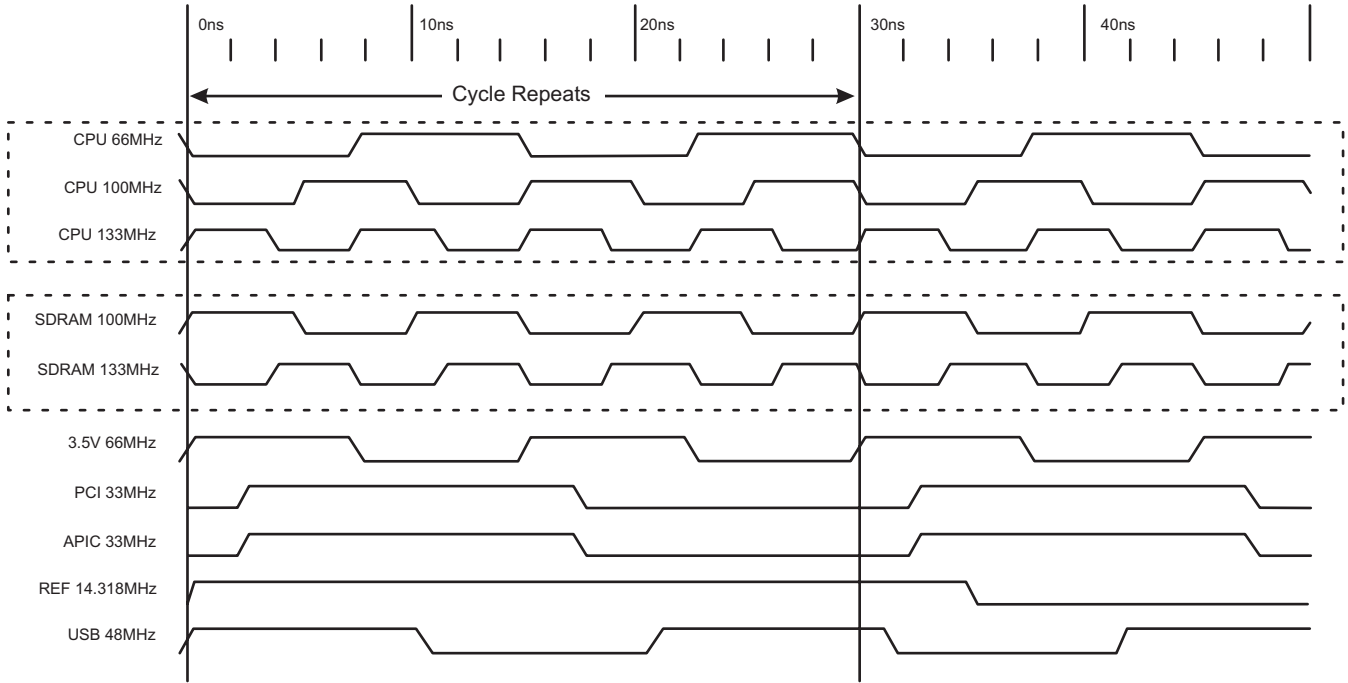 0ns 10ns 20ns 30ns 40ns
Cycle Repeats
CPU 66MHz
CPU 100MHz
CPU 133MHz
SDRAM 100MHz
SDRAM 133MHz
3.5V 66MHz
PCI 33MHz
APIC 33MHz
REF 14.318MHz
USB 48MHz